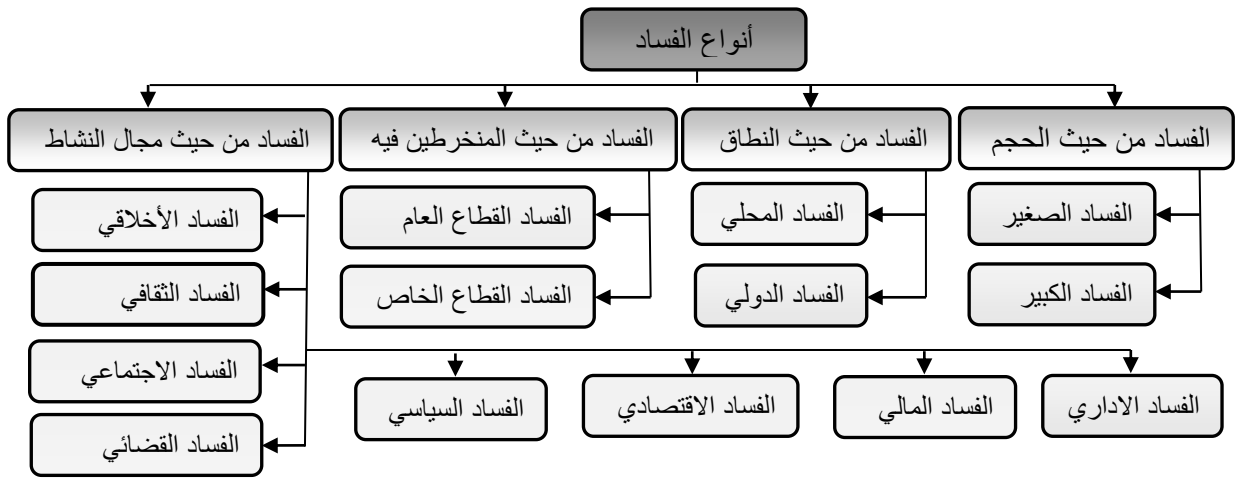 أنواع الفساد
الفساد من حيث الحجم
الفساد من حيث النطاق
الفساد من حيث المنخرطين فيه
الفساد من حيث مجال النشاط
الفساد الصغير
الفساد الكبير
الفساد المحلي
الفساد الدولي
الفساد القطاع العام
الفساد القطاع الخاص
الفساد الأخلاقي
الفساد الثقافي
الفساد الاجتماعي
الفساد القضائي
الفساد الاداري
الفساد المالي
الفساد الاقتصادي
الفساد السياسي